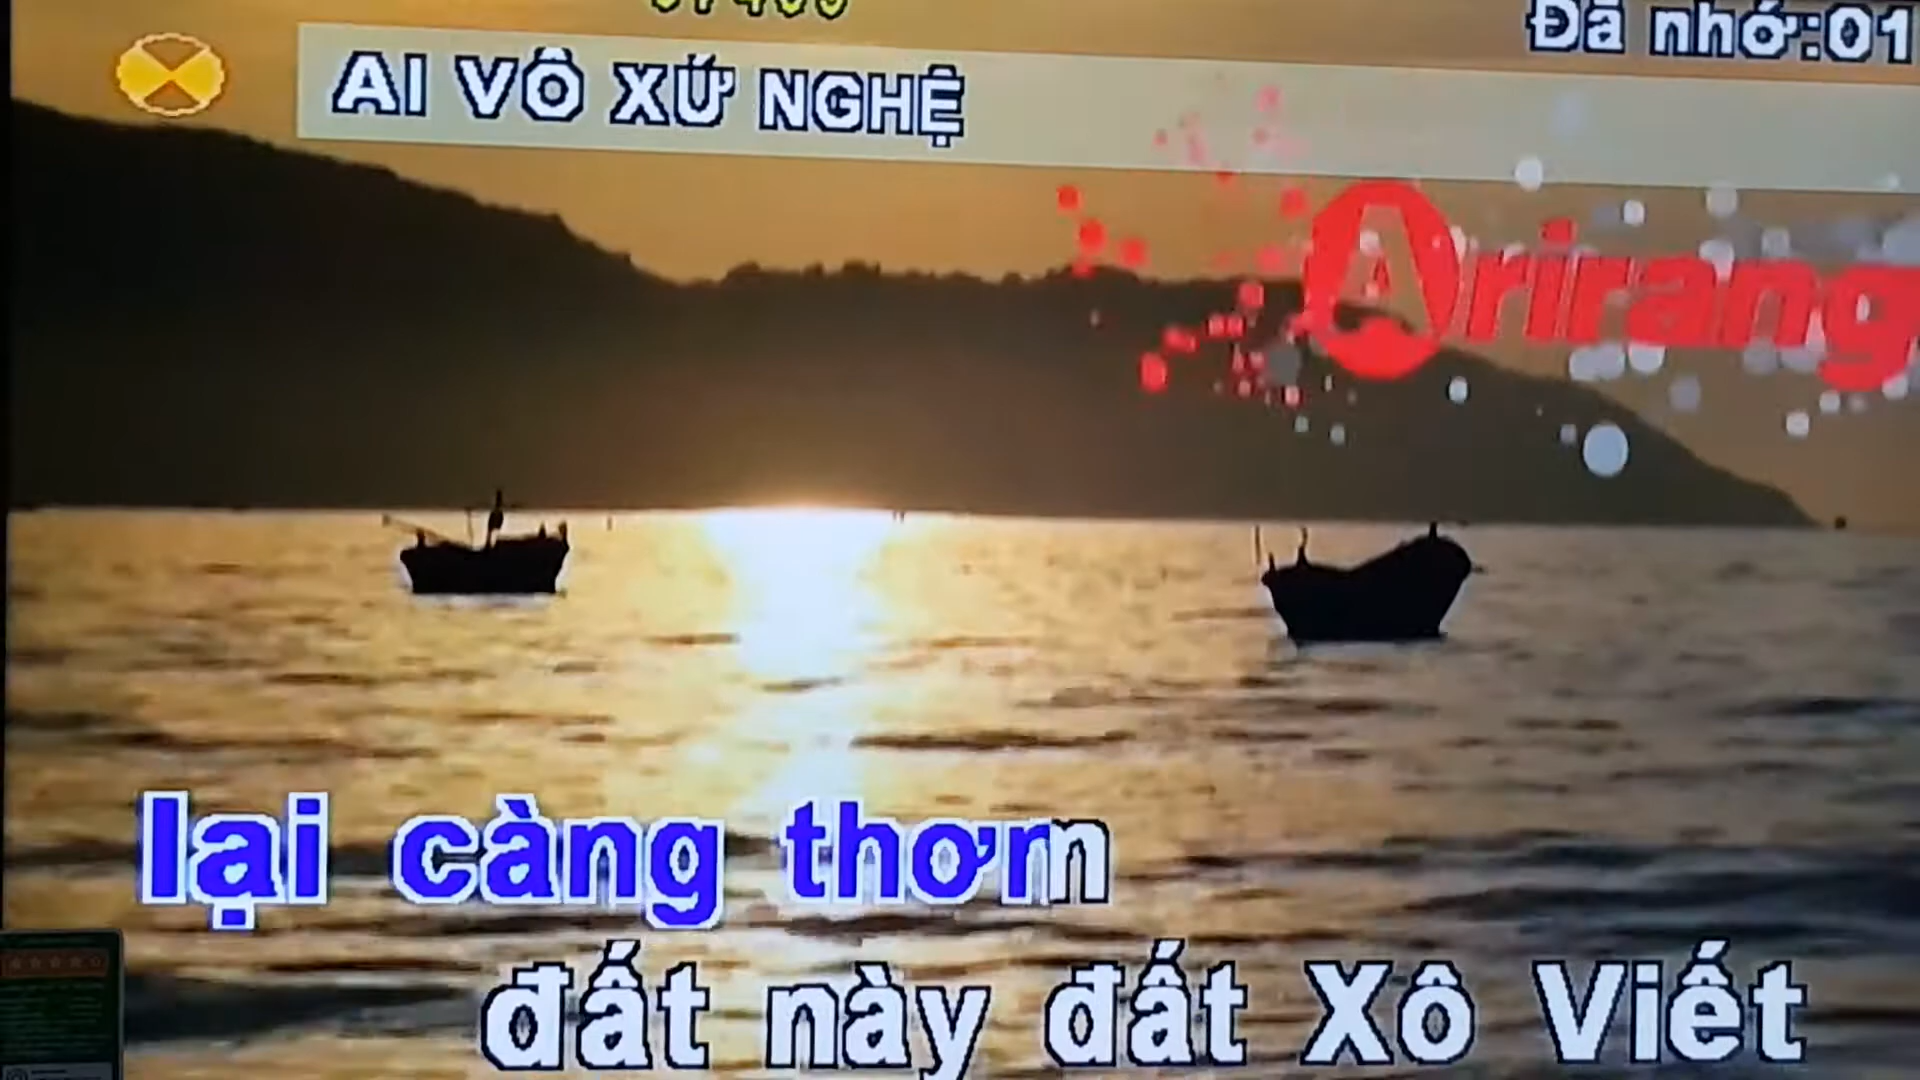 Đã nhớ:01
AI VÔ XỨ NGHỆ
Arirang
lại càng thơm
đất này đất Xô Viết